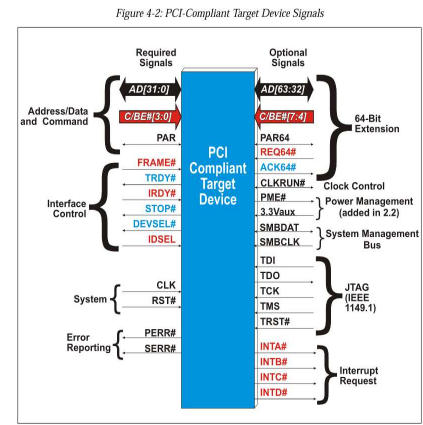 Figure 4-2: PCI-Compliant Target Device Signals
Required
Signals
Optional
Signals
AD[31:0]
AD[63:32]
C/BE#[3:0]
C/BE#[7:4]
Address/Data
and Command
64-Bit
Extension
PAR
PAR64
PCI
Compliant
Target
Device
FRAME#
REQ64#
TRDY#
ACK64#
IRDY#
CLKRUN#
Clock Control
Interface
Control
STOP#
PME#
Power Management
(added in 2.2)
DEVSEL#
3.3Vaux
IDSEL
SMBDAT
System Management
Bus
SMBCLK
TDI
TDO
CLK
TCK
JTAG
(IEEE
1149.1)
System
RST#
TMS
TRST#
Error
Reporting
PERR#
SERR#
INTA#
INTB#
Interrupt
Request
INTC#
INTD#